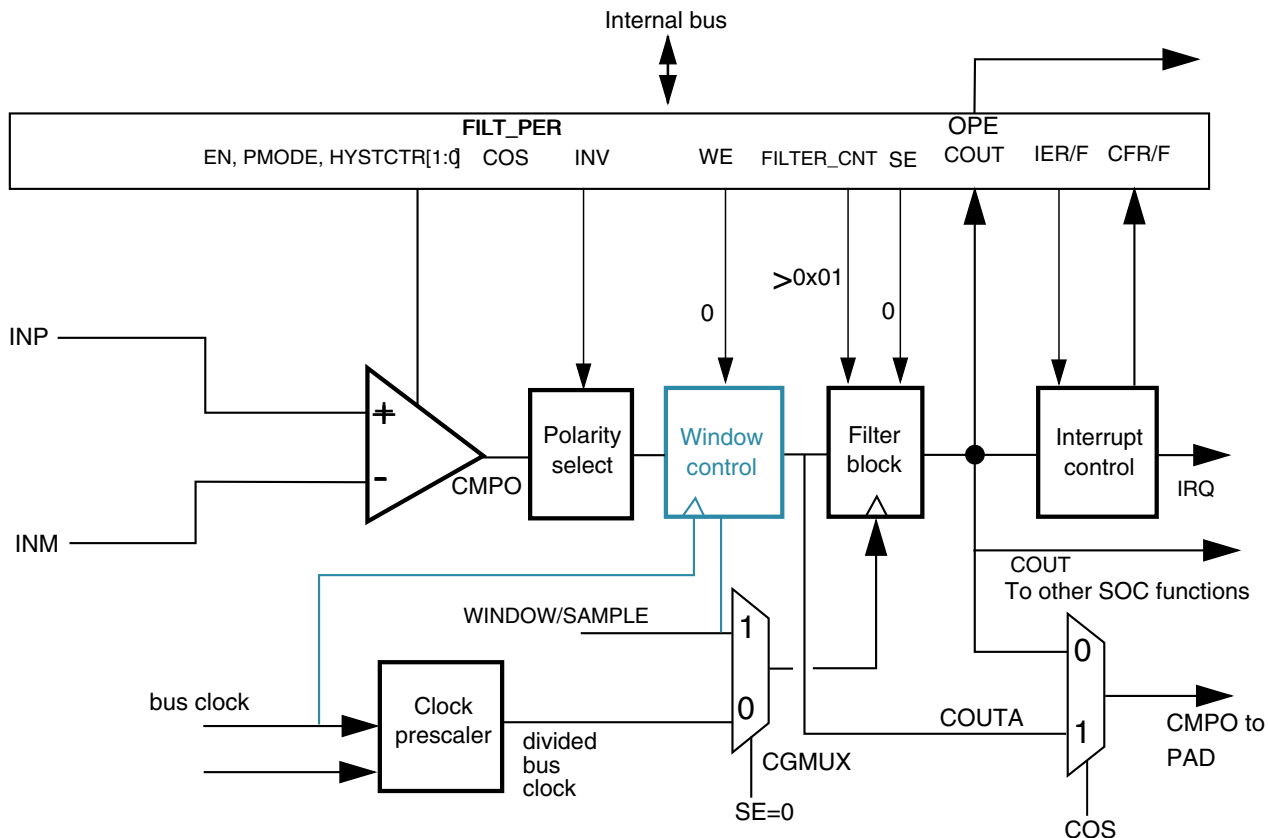 Internal bus
FILT_PER
OPE
EN, PMODE, HYSTCTR[1:0]
COS
INV
WE
FILTER_CNT
SE
COUT
IER/F
CFR/F
>0x01
0
0
INP
+
-
INM
CMPO
Polarity
select
Window
control
Filter
block
Interrupt
control
IRQ
COUT
To other SOC functions
WINDOW/SAMPLE
1
0
0
1
bus clock
Clock
prescaler
divided
bus
clock
CGMUX
SE=0
COUTA
CMPO to
PAD
COS